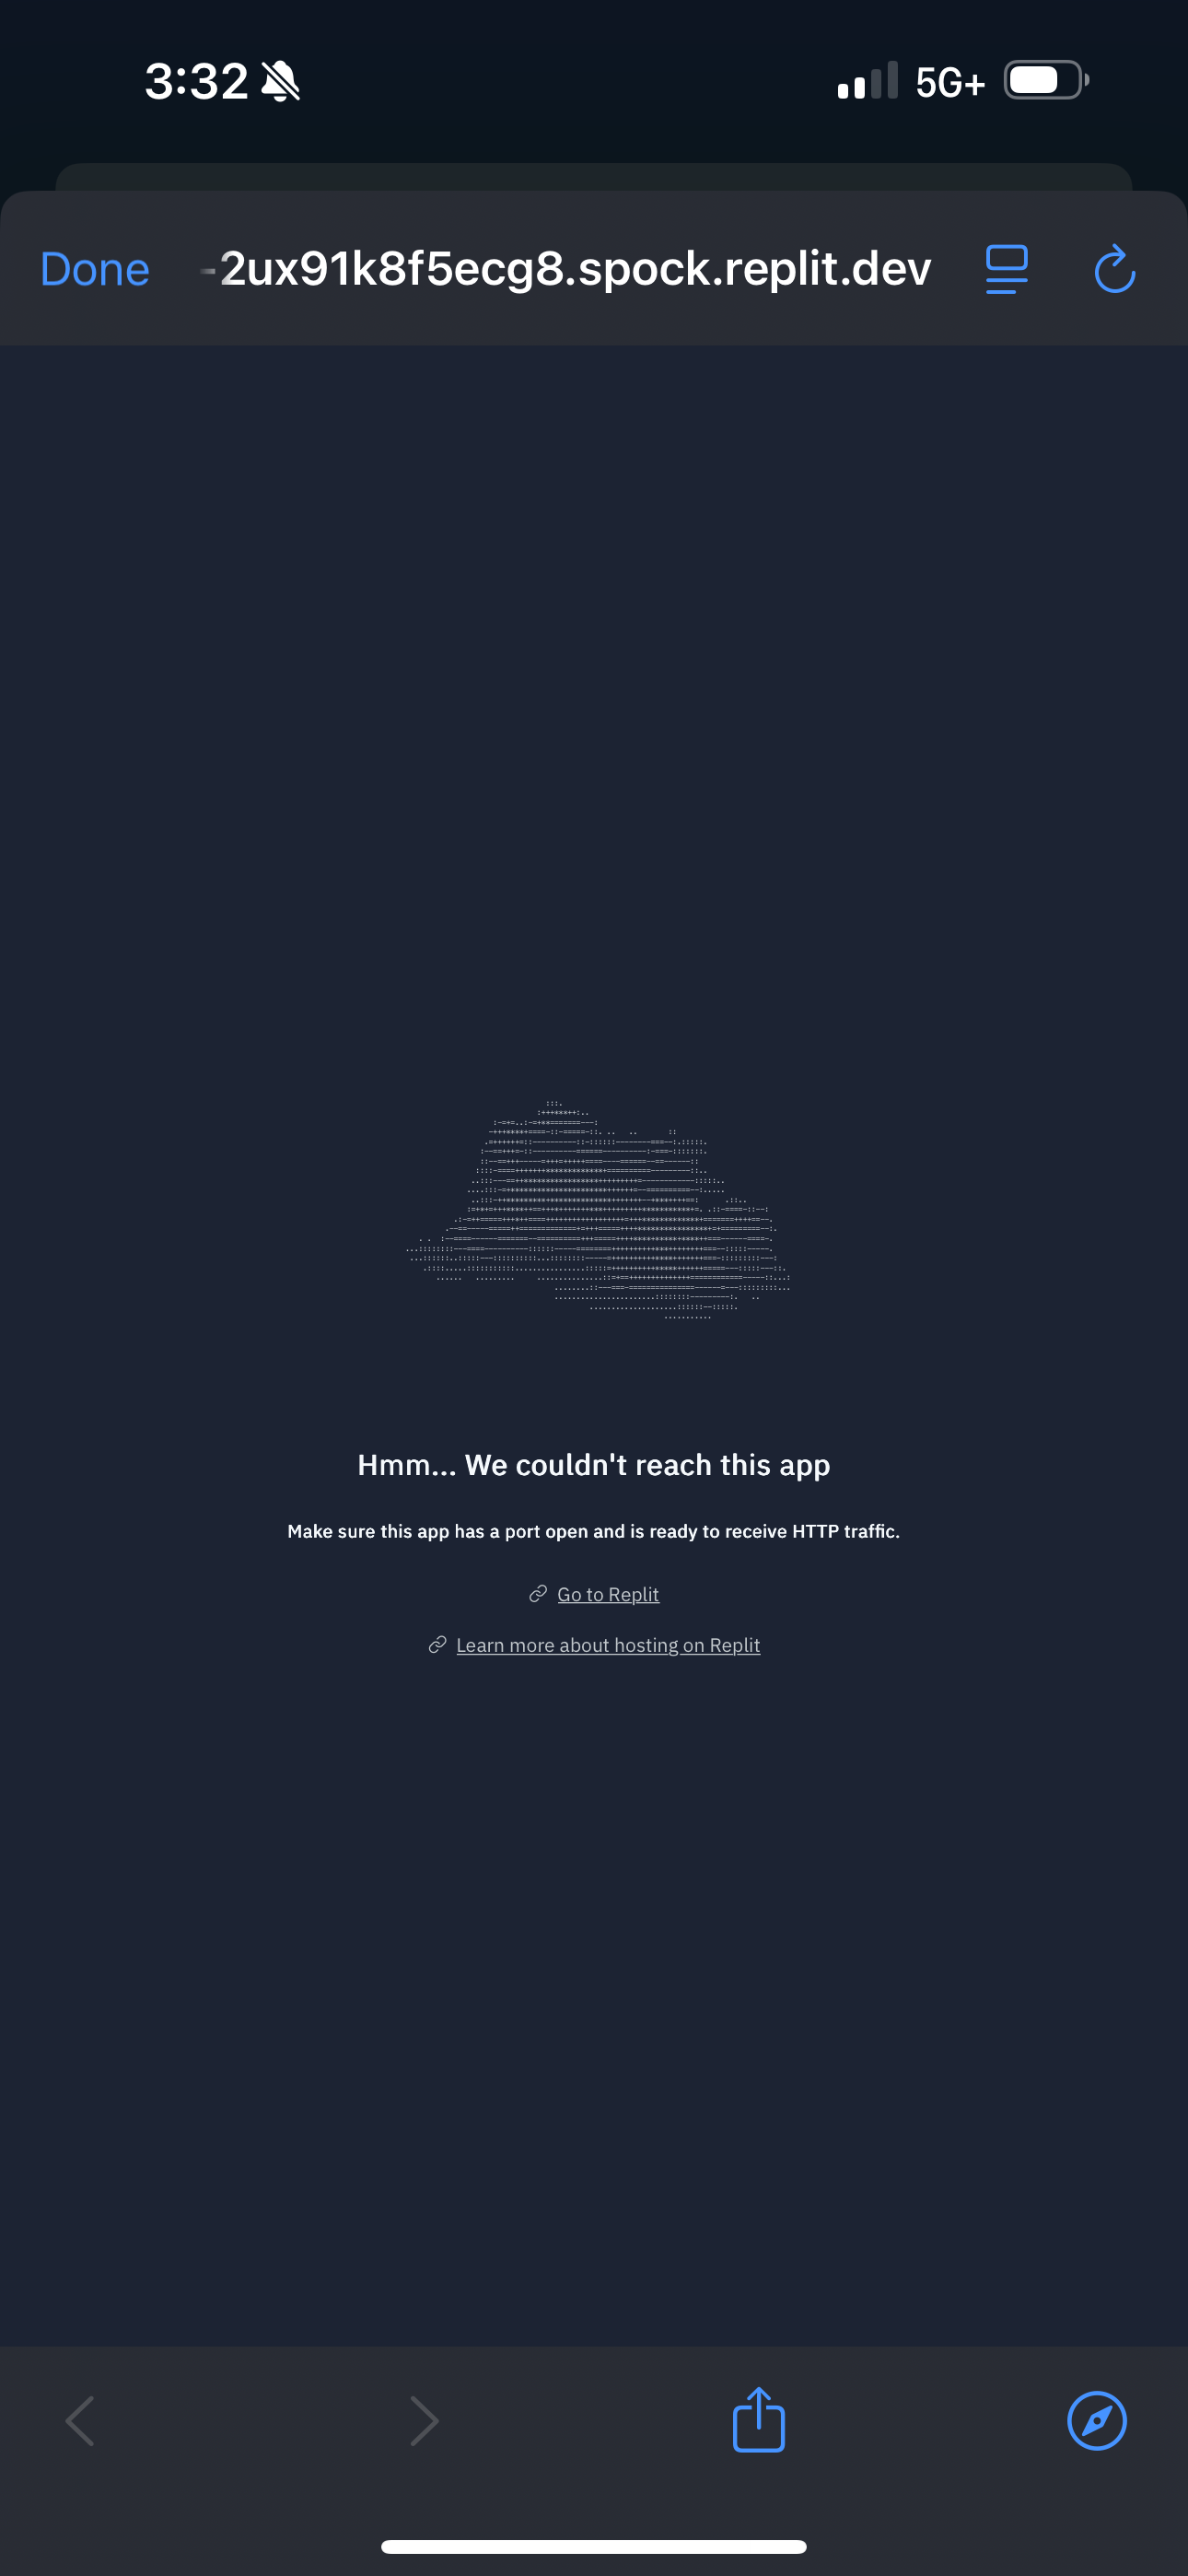 3:32
5G+
Done
-2ux91k8f5ecg8.spock.replit.dev
Hmm... We couldn't reach this app
Make sure this app has a port open and is ready to receive HTTP traffic.
Go to Replit
Learn more about hosting on Replit